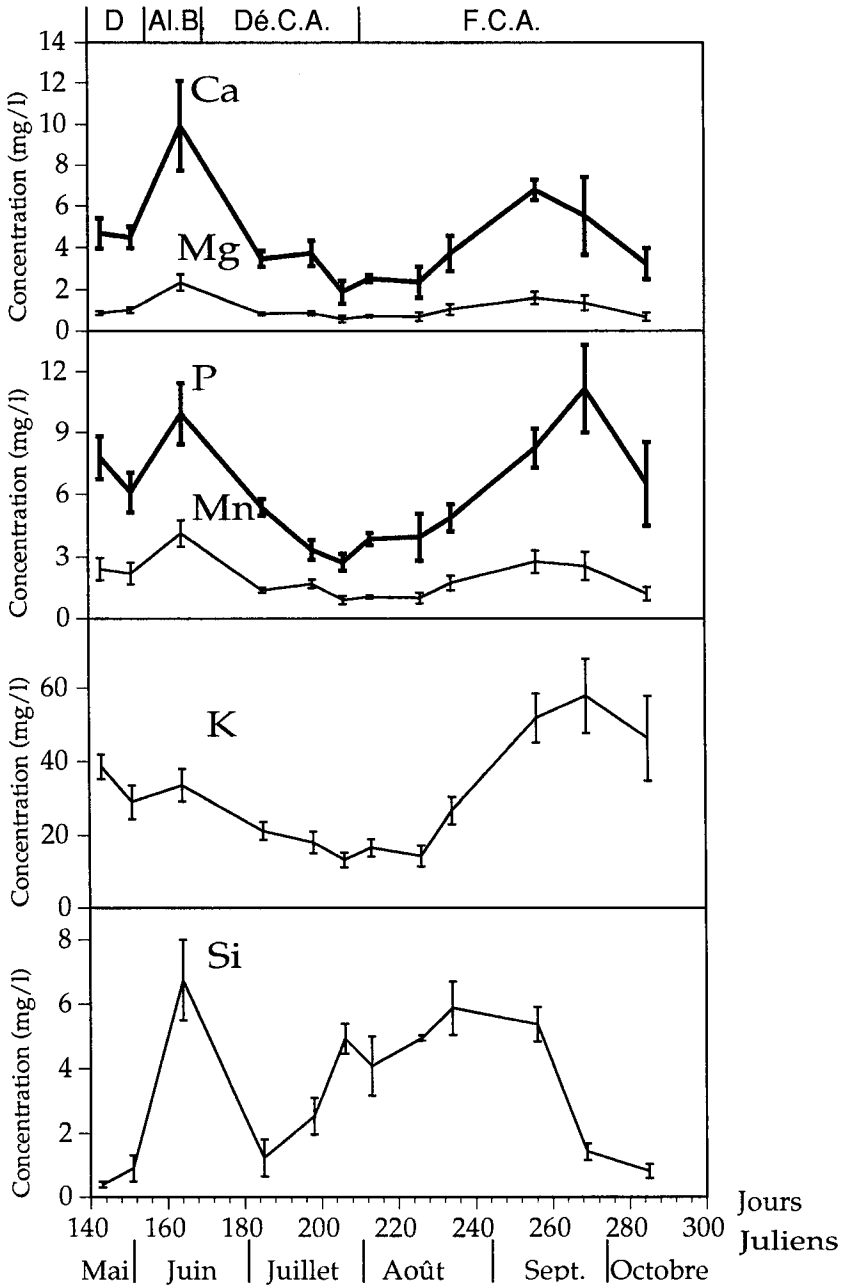 D Al.B Dé.C.A. F.C.A.
14
12
10
8
6
4
2
0
Concentration (mg/l)
Ca
Mg
12
9
6
3
0
Concentration (mg/l)
P
Mn
60
40
20
0
Concentration (mg/l)
K
8
6
4
2
0
Concentration (mg/l)
Si
140 160 180 200 220 240 260 280 300
Jours
Juliens
Mai Juin Juillet Août Sept. Octobre